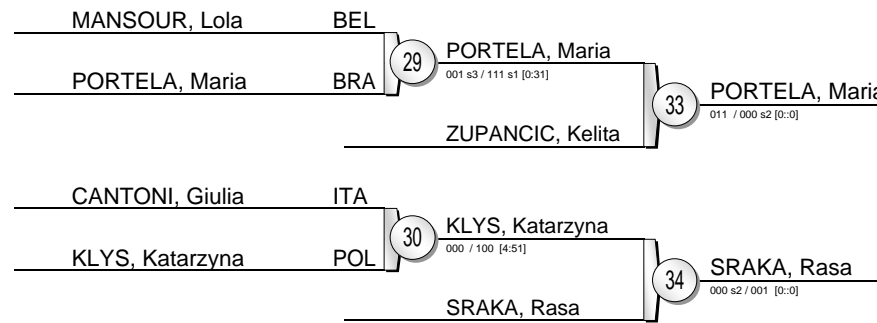 MANSOUR, Lola BEL
PORTELA, Maria BRA
29
PORTELA, Maria
001 s3 / 111 s1 [0:31]
ZUPANCIC, Kelita
33
PORTELA, Maria
011 / 000 s2 [0::0]
CANTONI, Giulia ITA
KLYS, Katarzyna POL
30
KLYS, Katarzyna
000 / 100 [4:51]
SRAKA, Rasa
34
SRAKA, Rasa
000 s2 / 001 [0::0]